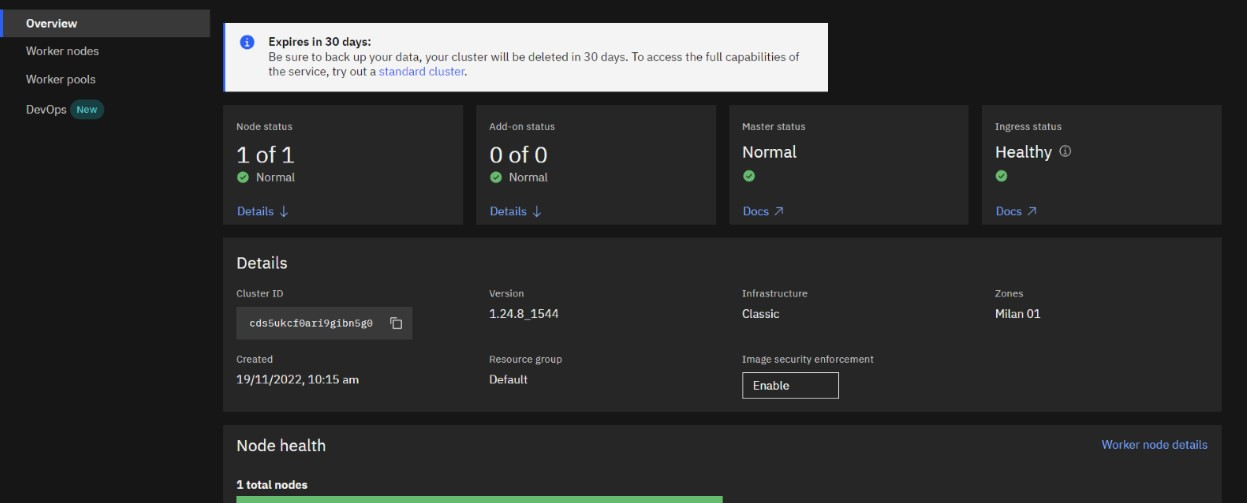 Overview
Worker nodes
Worker pools
DevOps New
Expires in 30 days:
Be sure to back up your data, your cluster will be deleted in 30 days. To access the full capabilities of
the service, try out a standard cluster.
Node status
1 of 1
Normal
Details
Add-on status
0 of 0
Normal
Details
Master status
Normal
Docs
Ingress status
Healthy
Docs
Details
Cluster ID
cds5ukcf0ari9gibn5g0
Version
1.24.8_1544
Infrastructure
Classic
Zones
Milan 01
Created
19/11/2022, 10:15 am
Resource group
Default
Image security enforcement
Enable
Node health
Worker node details
1 total nodes